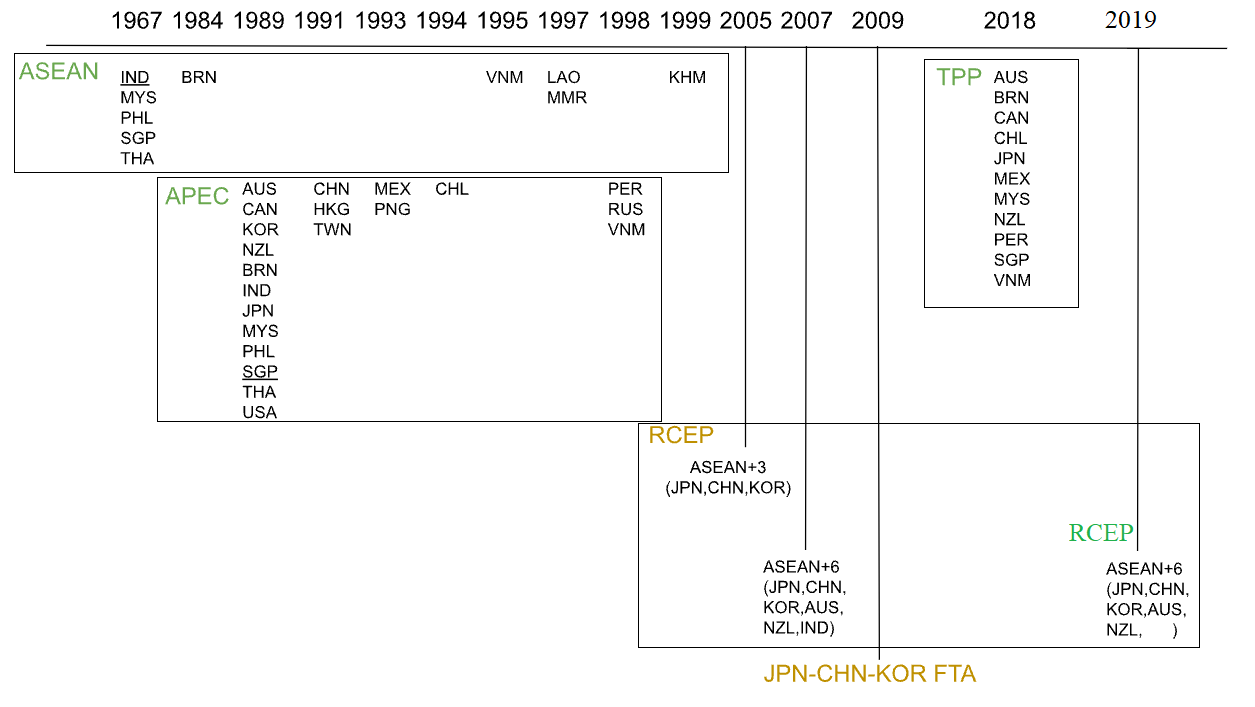 1967 1984 1989 1991 1993 1994 1995 1997 1998 1999 2005 2007 2009 2018 2019
ASEAN
IND BRN VNM LAO KHM
MYS MMR
PHL
SGP
THA
TPP
AUS
BRN
CAN
CHL
JPN
MEX
MYS
NZL
PER
SGP
VNM
APEC
AUS CHN MEX CHL PER
CAN HKG PNG RUS
KOR TWN VNM
NZL
BRN
IND
JPN
MYS
PHL
SGP
THA
USA
RCEP
ASEAN+3
(JPN,CHN,KOR)
ASEAN+6
(JPN,CHN,
KOR,AUS,
NZL,IND)
RCEP
ASEAN+6
(JPN,CHN,
KOR,AUS,
NZL, )
JPN-CHN-KOR FTA